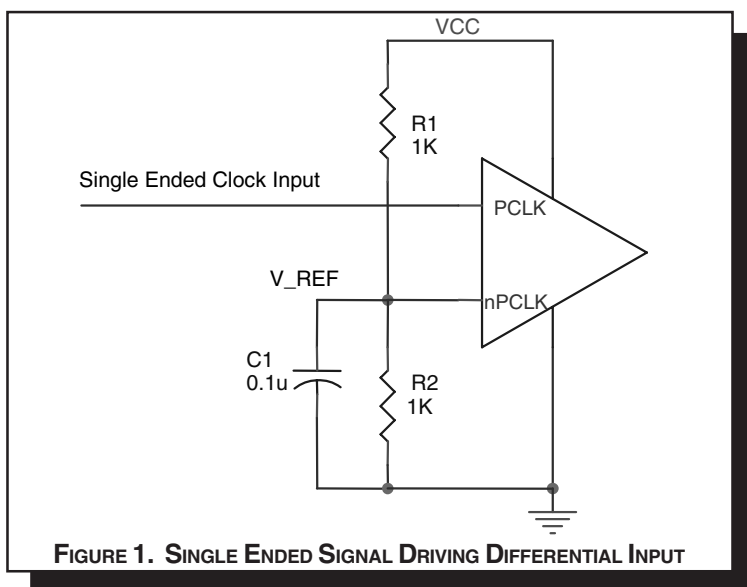 VCC
R1
1K
Single Ended Clock Input
PCLK
V_REF
nPCLK
C1
0.1u
R2
1K
FIGURE 1. SINGLE ENDED SIGNAL DRIVING DIFFERENTIAL INPUT